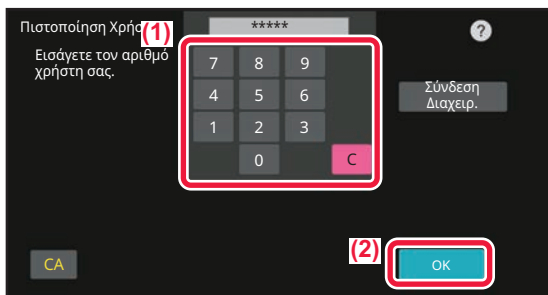 Πιστοποίηση Χρήσ
(1)
*****
?
Εισάγετε τον αριθμό
χρήστη σας.
7 8 9
4 5 6
1 2 3
0 C
Σύνδεση
Διαχειρ.
(2)
CA
OK